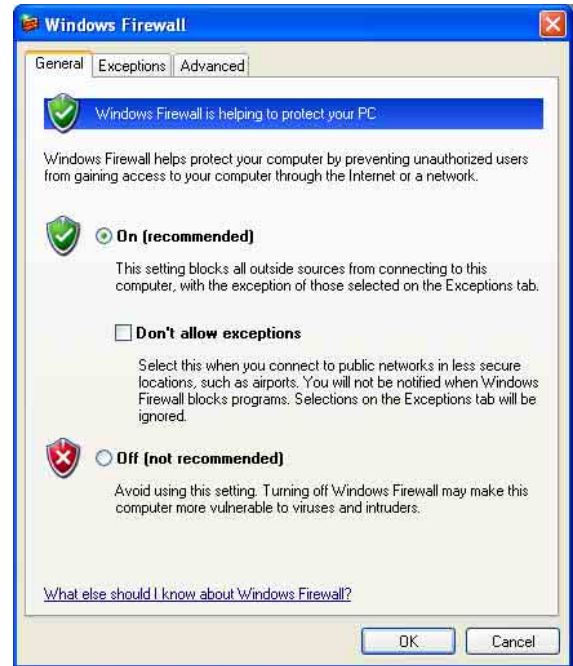 Windows Firewall
General
Exceptions
Advanced
Windows Firewall is helping to protect your PC
Windows Firewall helps protect your computer by preventing unauthorized users
from gaining access to your computer through the Internet or a network.
On (recommended)
This setting blocks all outside sources from connecting to this
computer, with the exception of those selected on the Exceptions tab.
Don't allow exceptions
Select this when you connect to public networks in less secure
locations, such as airports. You will not be notified when Windows
Firewall blocks programs. Selections on the Exceptions tab will be
ignored.
Off (not recommended)
Avoid using this setting. Turning off Windows Firewall may make this
computer more vulnerable to viruses and intruders.
What else should I know about Windows Firewall?
OK
Cancel